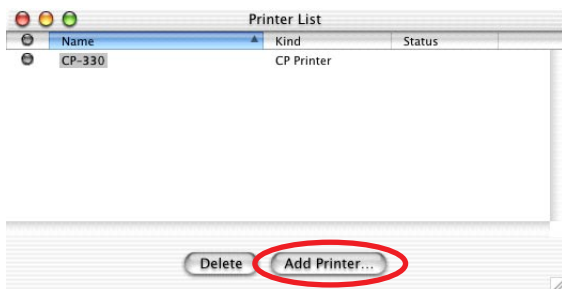 Printer List
Name Kind Status
CP-330 CP Printer
Delete Add Printer...